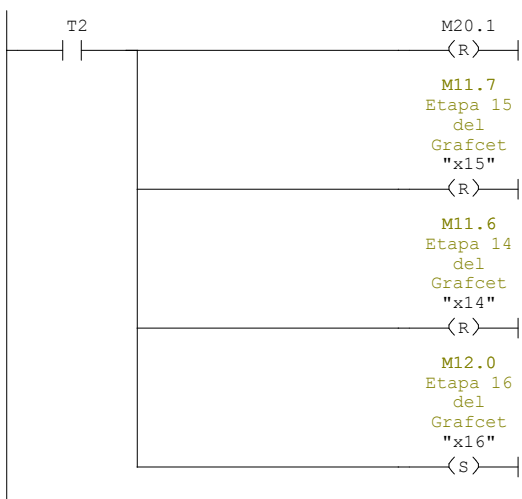 T2 M20.1
(R)
M11.7
Etapa 15
del
Grafcet
"x15"
(R)
M11.6
Etapa 14
del
Grafcet
"x14"
(R)
M12.0
Etapa 16
del
Grafcet
"x16"
(S)